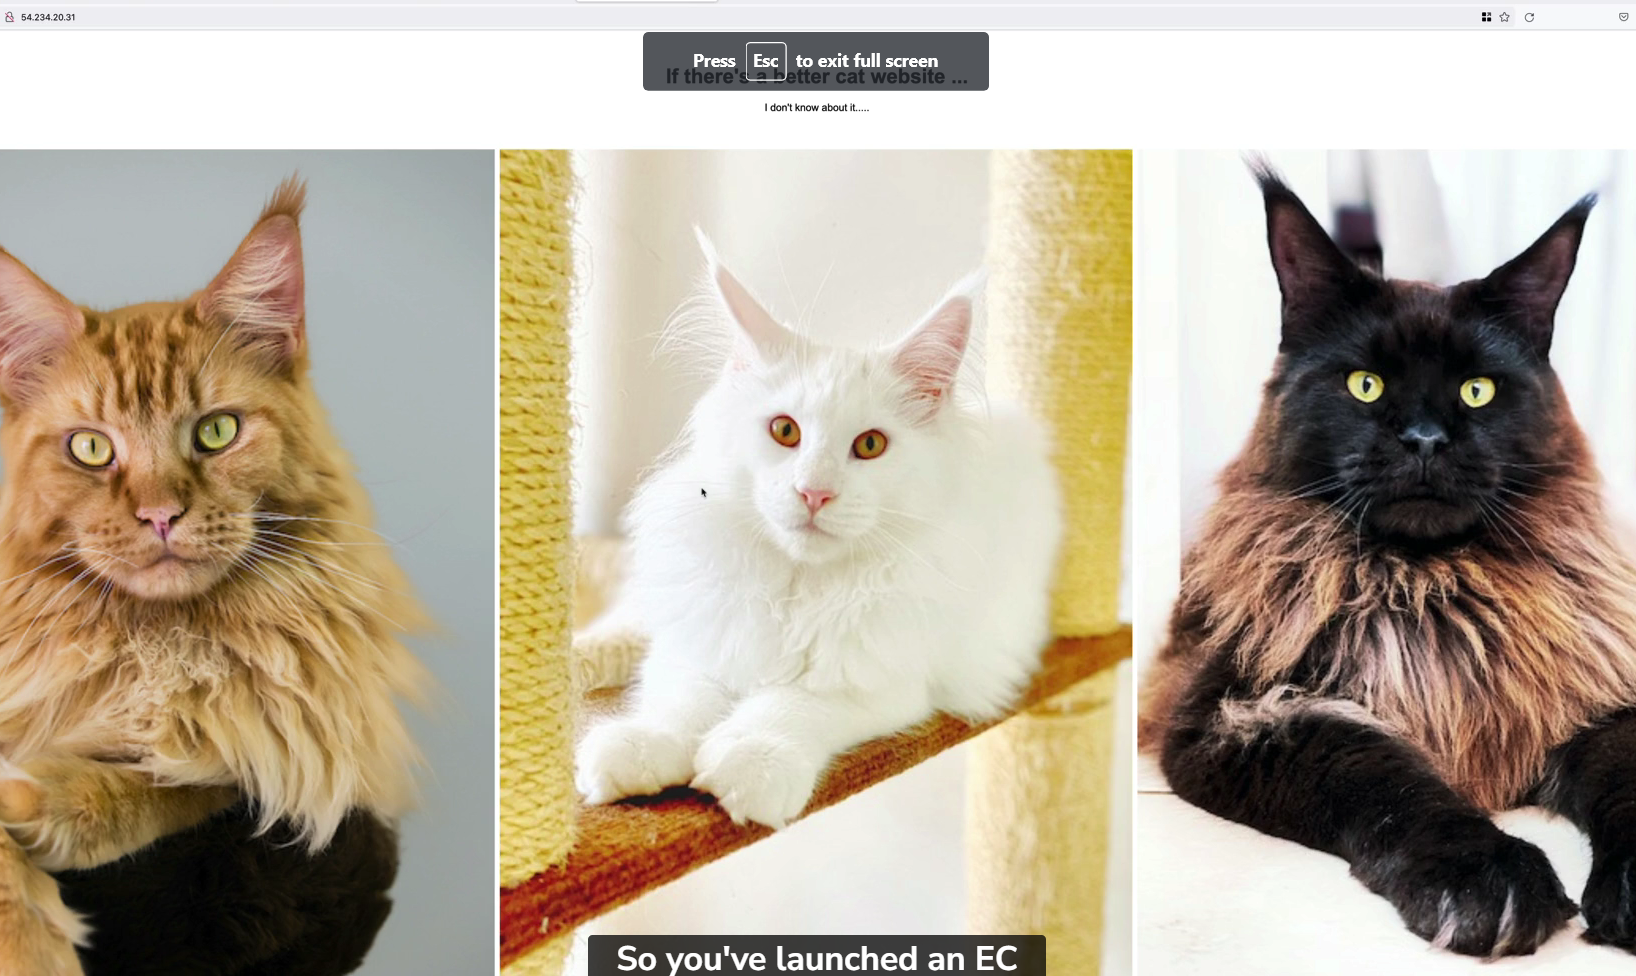 54.234.20.31
Press Esc to exit full screen
If there's a better cat website ...
I don't know about it.....
So you've launched an EC